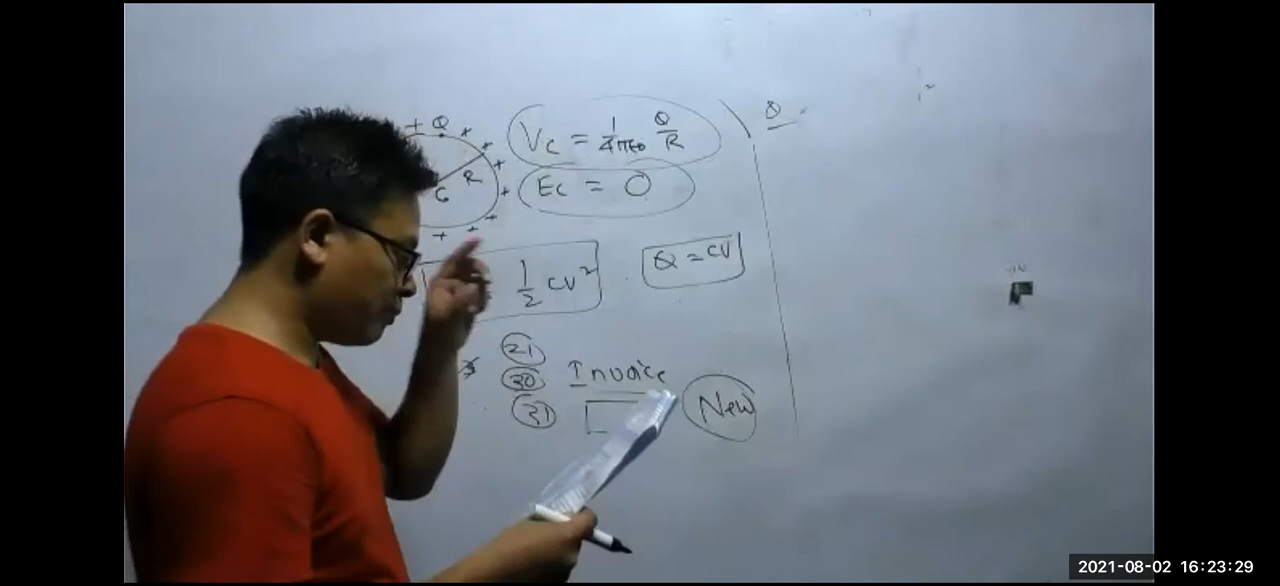 + Q + + + + + + +
R
C
Vc = 1/4πε₀ Q/R
Ec = 0
1/2 CV²
Q = CV
21
30 Invoice
31
New
Q
2021-08-02 16:23:29